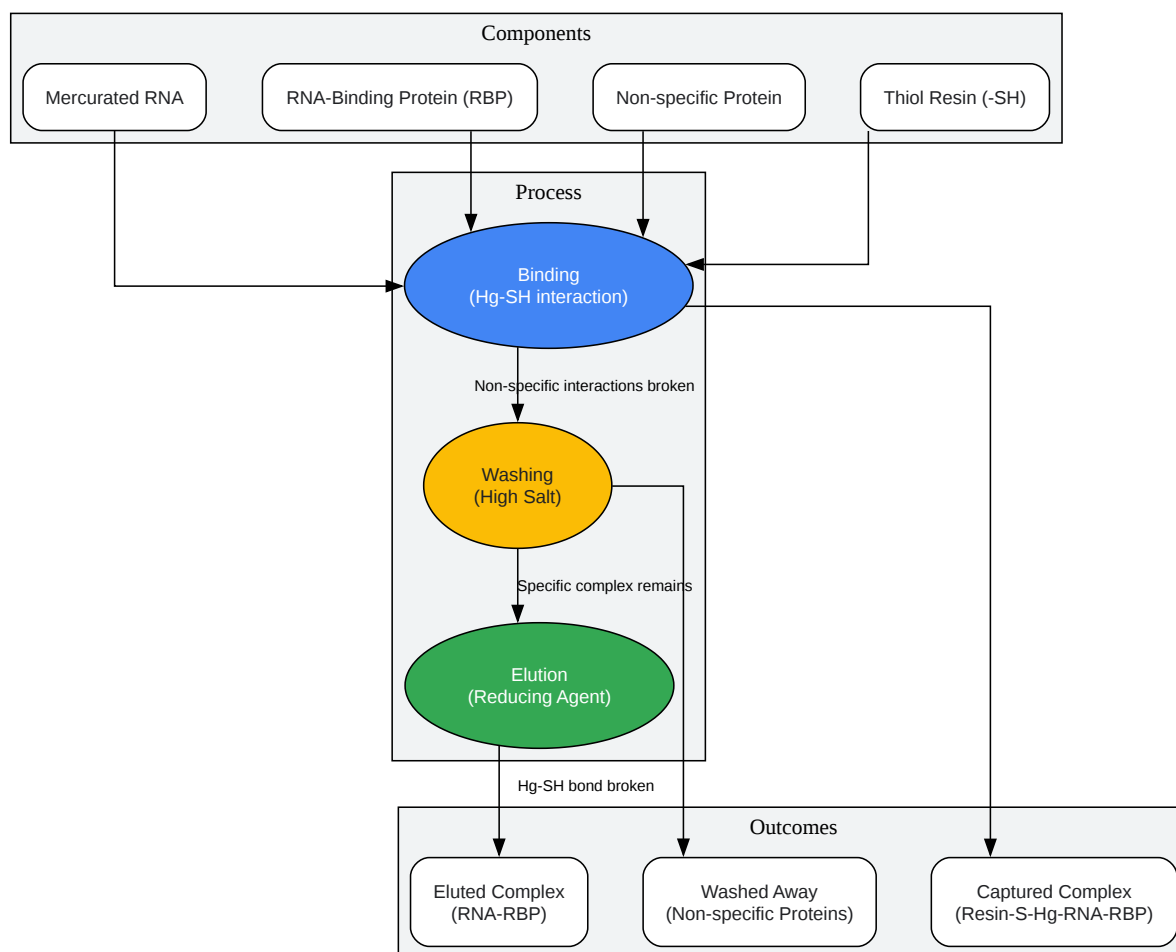 Components
Mercurated RNA
RNA-Binding Protein (RBP)
Non-specific Protein
Thiol Resin (-SH)
Process
Binding
(Hg-SH interaction)
Non-specific interactions broken
Washing
(High Salt)
Specific complex remains
Elution
(Reducing Agent)
Hg-SH bond broken
Outcomes
Eluted Complex
(RNA-RBP)
Washed Away
(Non-specific Proteins)
Captured Complex
(Resin-S-Hg-RNA-RBP)